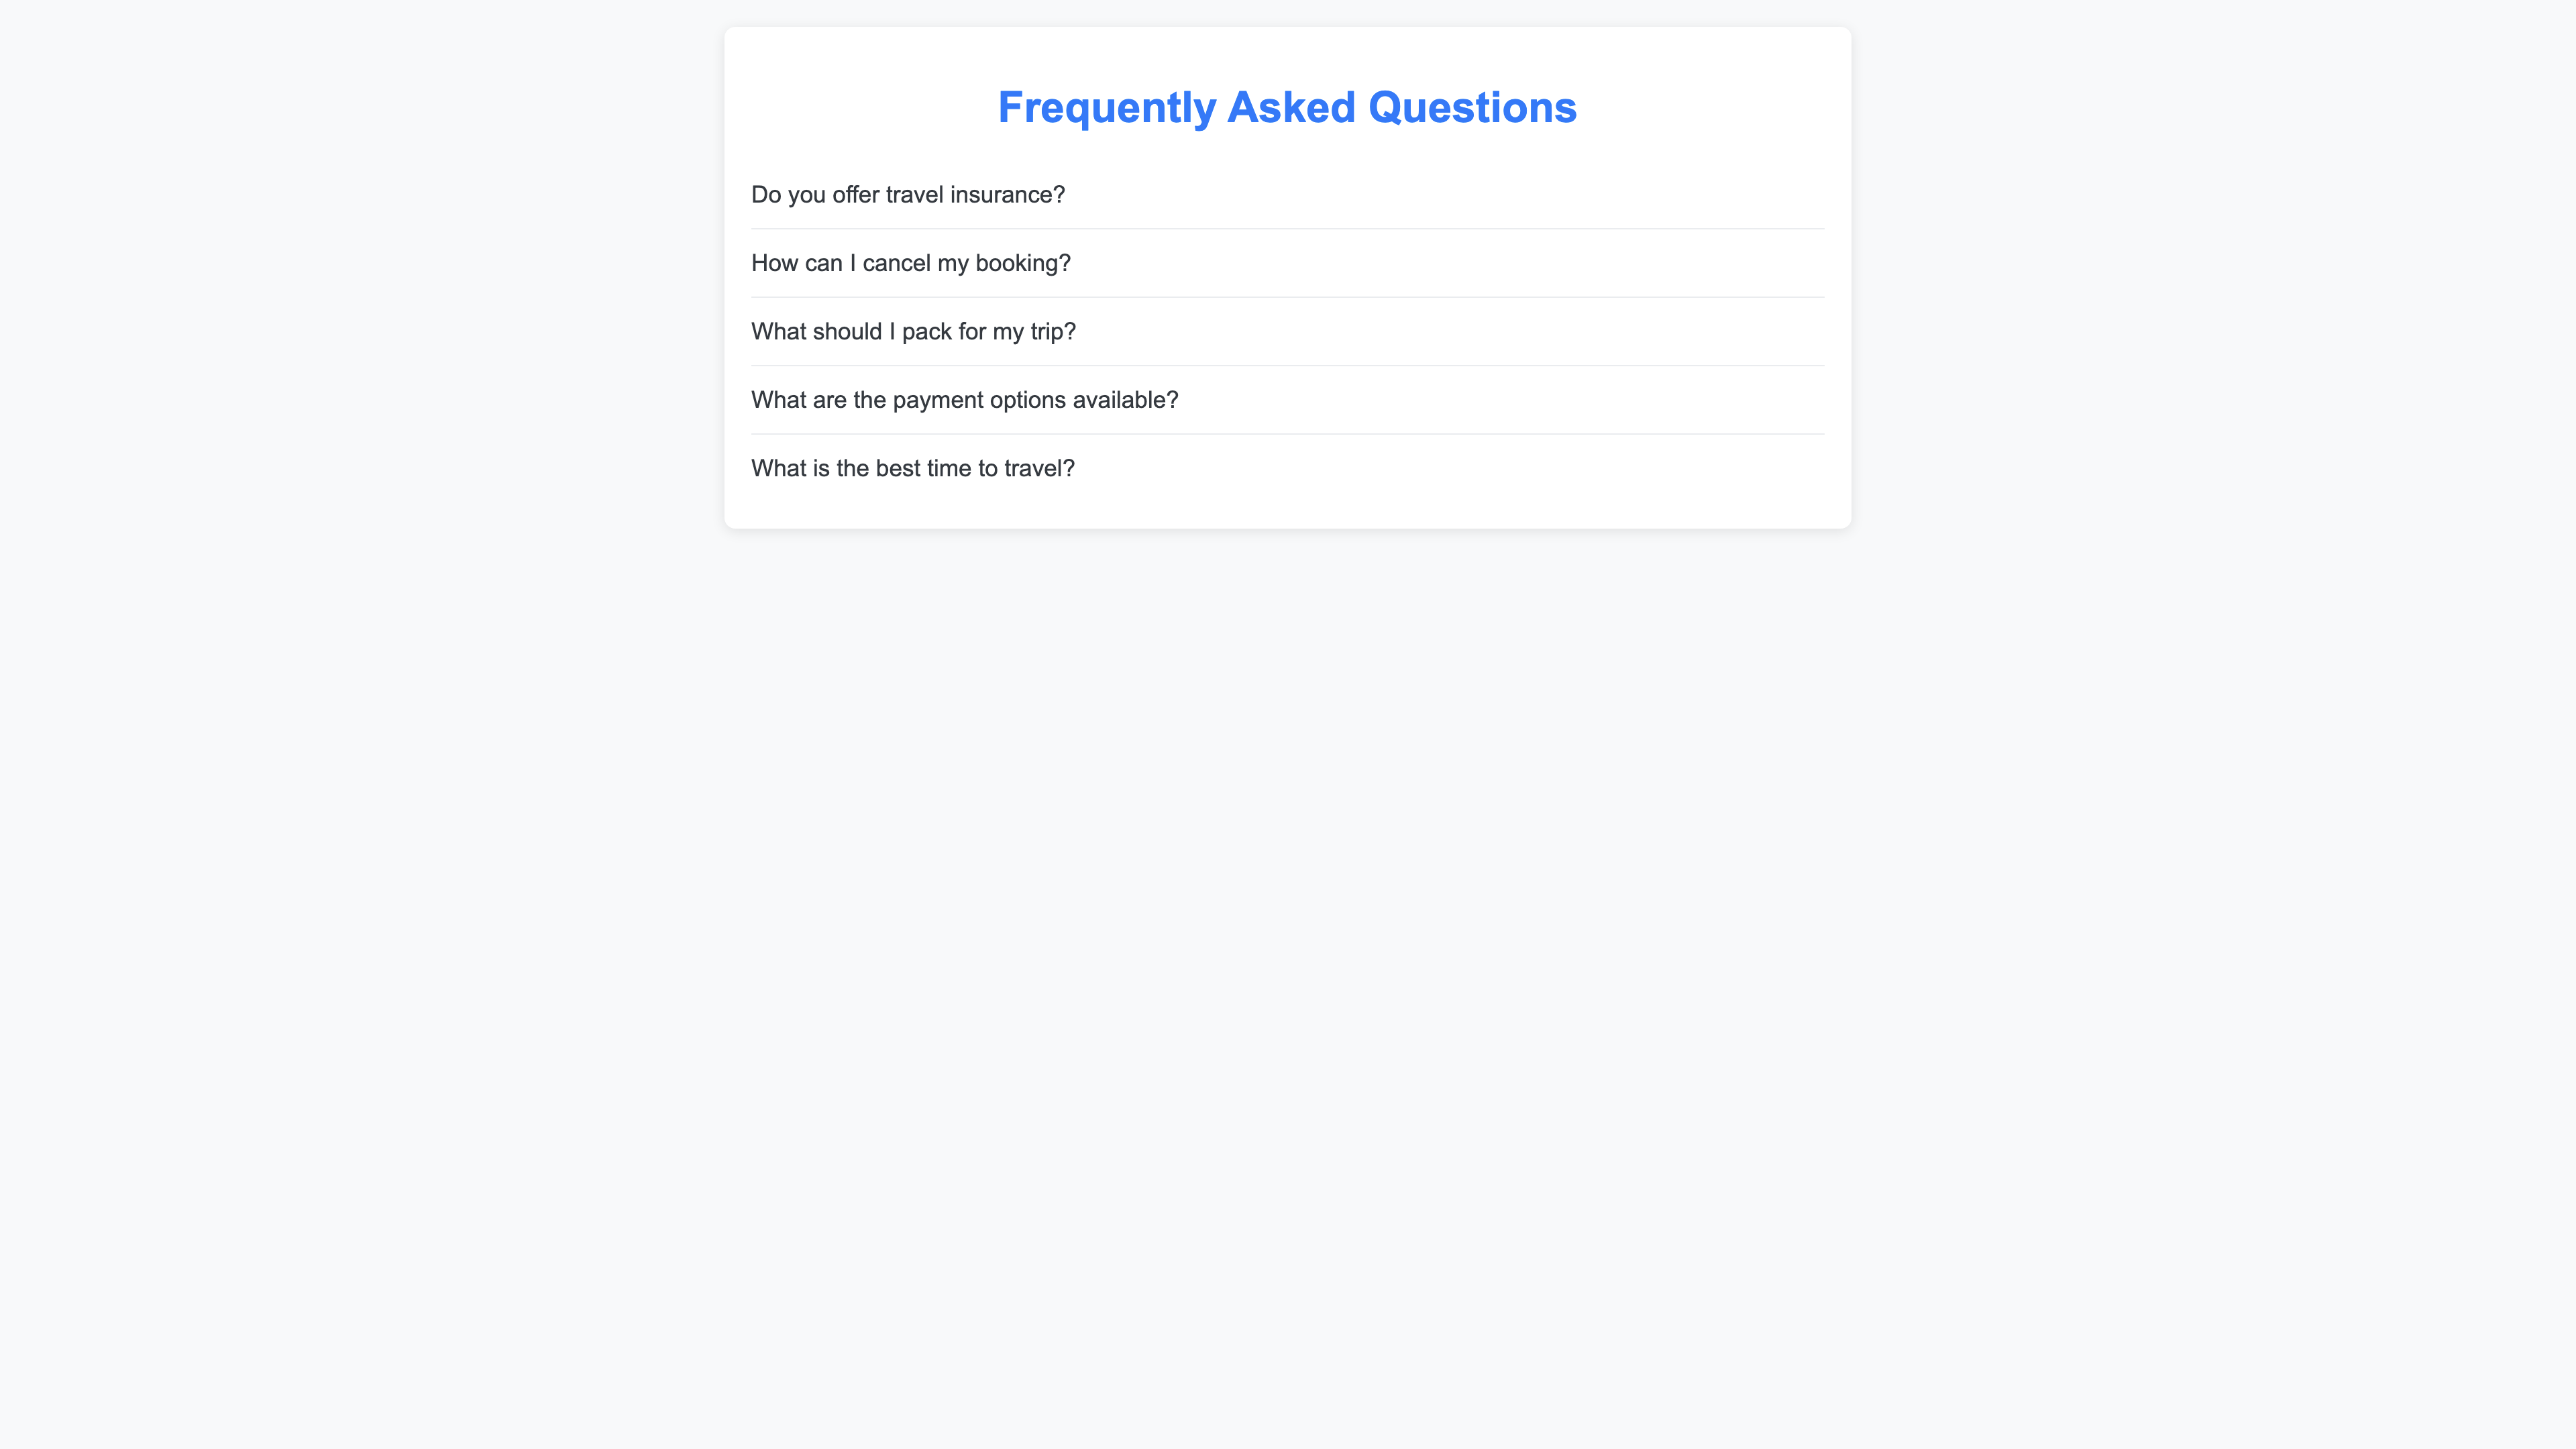 Frequently Asked Questions
Do you offer travel insurance?
How can I cancel my booking?
What should I pack for my trip?
What are the payment options available?
What is the best time to travel?